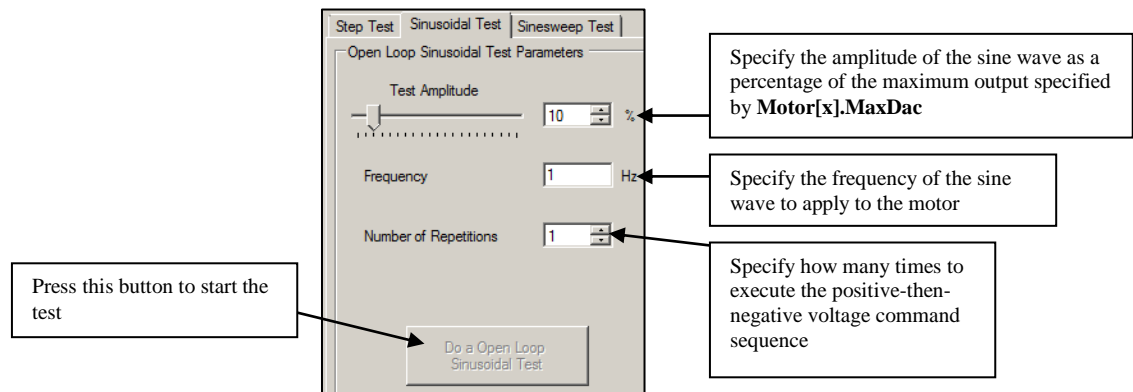 Step Test Sinusoidal Test Sinesweep Test
Open Loop Sinusoidal Test Parameters
Test Amplitude
10 %
Frequency 1 Hz
Number of Repetitions 1
Do a Open Loop
Sinusoidal Test
Specify the amplitude of the sine wave as a
percentage of the maximum output specified
by Motor[x].MaxDac
Specify the frequency of the sine
wave to apply to the motor
Specify how many times to
execute the positive-then-
negative voltage command
sequence
Press this button to start the
test